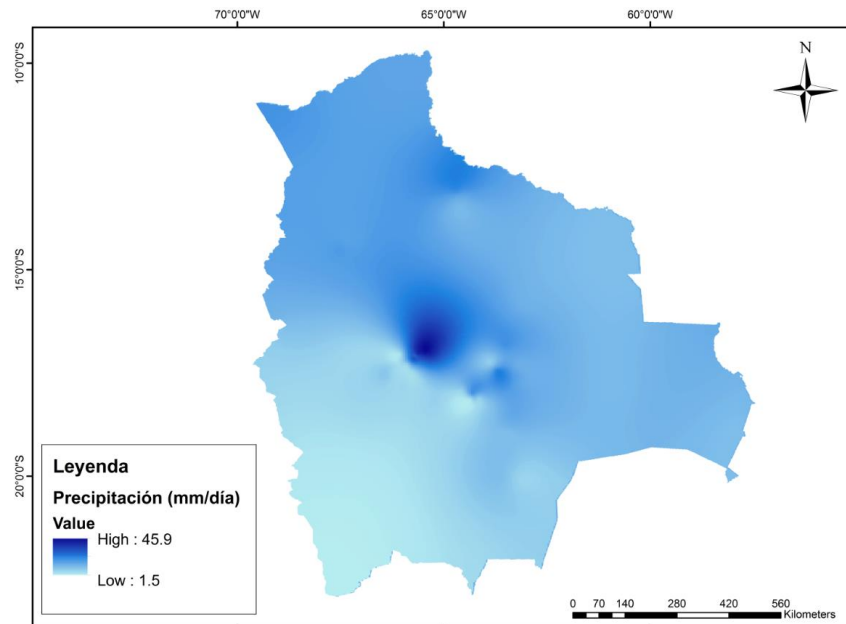 70°0'0"W 65°0'0"W 60°0'0"W
N
10°0'0"S
15°0'0"S
20°0'0"S
Leyenda
Precipitación (mm/día)
Value
High : 45.9
Low : 1.5
0 70 140 280 420 560
Kilometers